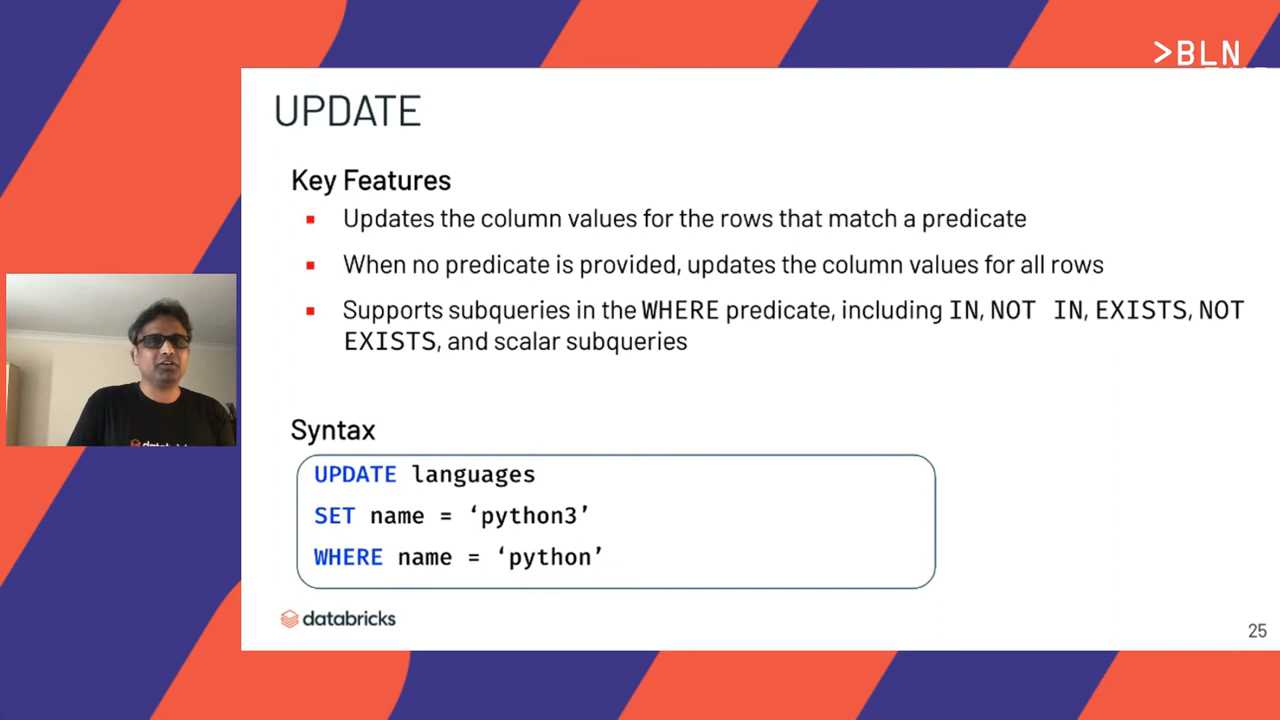 >BLN
UPDATE
Key Features
Updates the column values for the rows that match a predicate
When no predicate is provided, updates the column values for all rows
Supports subqueries in the WHERE predicate, including IN, NOT IN, EXISTS, NOT
EXISTS, and scalar subqueries
Syntax
UPDATE languages
SET name = ‘python3’
WHERE name = ‘python’
databricks
25